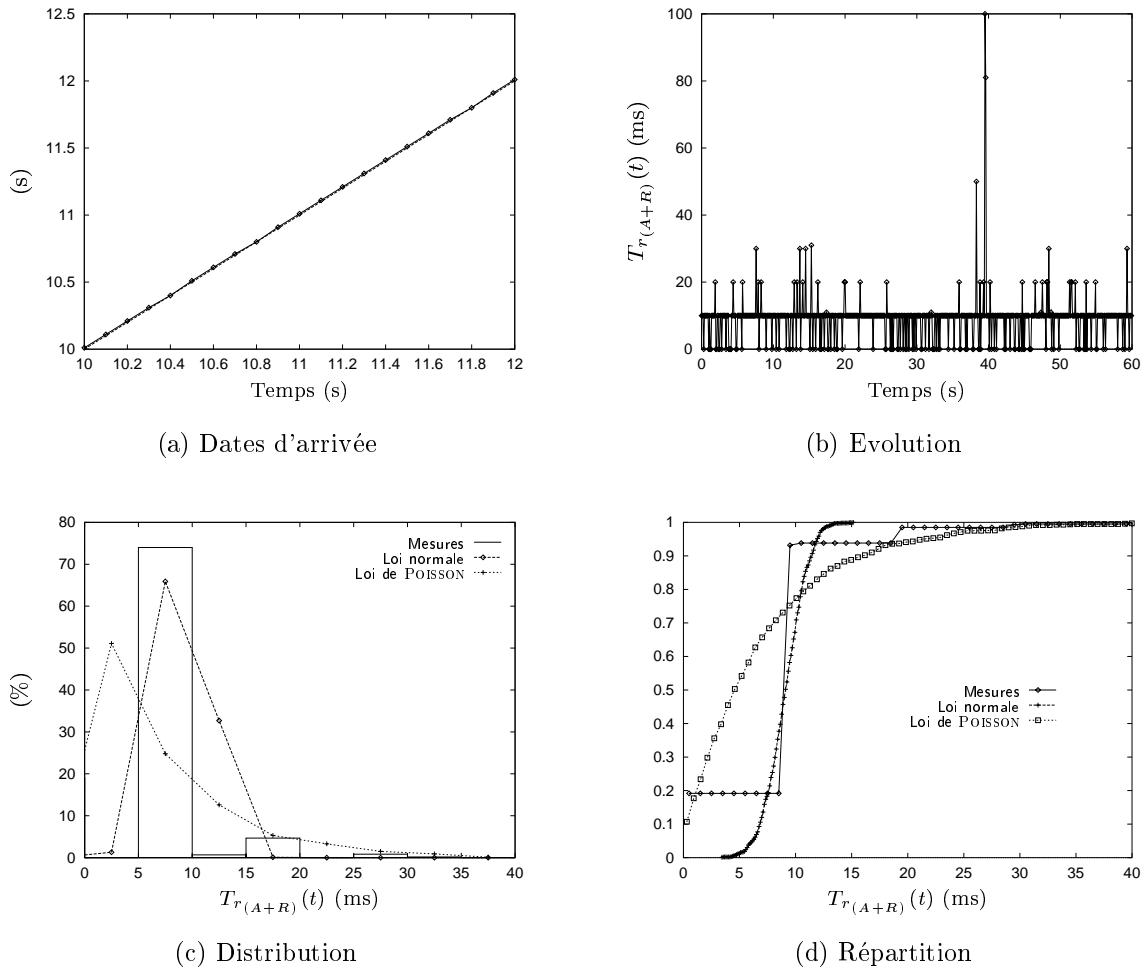 12.5
12
11.5
11
10.5
10
(s)
10 10.2 10.4 10.6 10.8 11 11.2 11.4 11.6 11.8 12
Temps (s)
(a) Dates d'arrivée
100
80
60
40
20
0
T_{r_{(A+R)}}(t) (ms)
0 10 20 30 40 50 60
Temps (s)
(b) Evolution
80
70
60
50
40
30
20
10
0
(%)
Mesures
Loi normale
Loi de POISSON
0 5 10 15 20 25 30 35 40
T_{r_{(A+R)}}(t) (ms)
(c) Distribution
1
0.9
0.8
0.7
0.6
0.5
0.4
0.3
0.2
0.1
0
Mesures
Loi normale
Loi de POISSON
0 5 10 15 20 25 30 35 40
T_{r_{(A+R)}}(t) (ms)
(d) Répartition